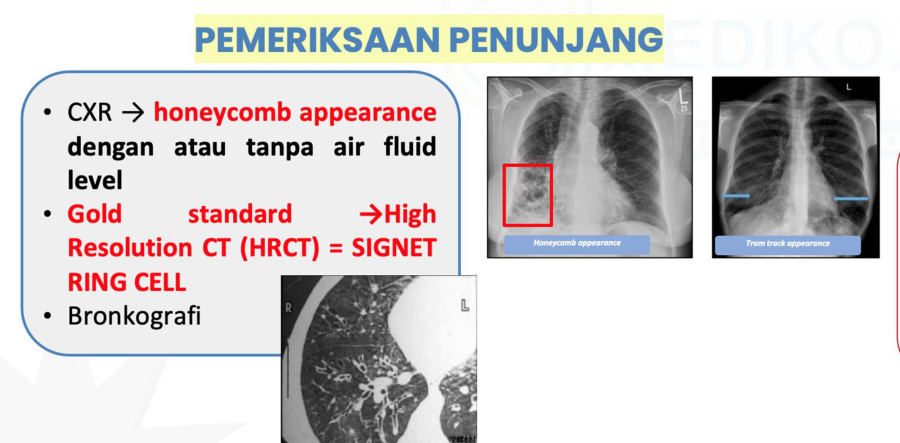 PEMERIKSAAN PENUNJANG
• CXR → honeycomb appearance
dengan atau tanpa air fluid
level
• Gold standard →High
Resolution CT (HRCT) = SIGNET
RING CELL
• Bronkografi
L
25
Honeycomb appearance
L
Tram track appearance
R
L